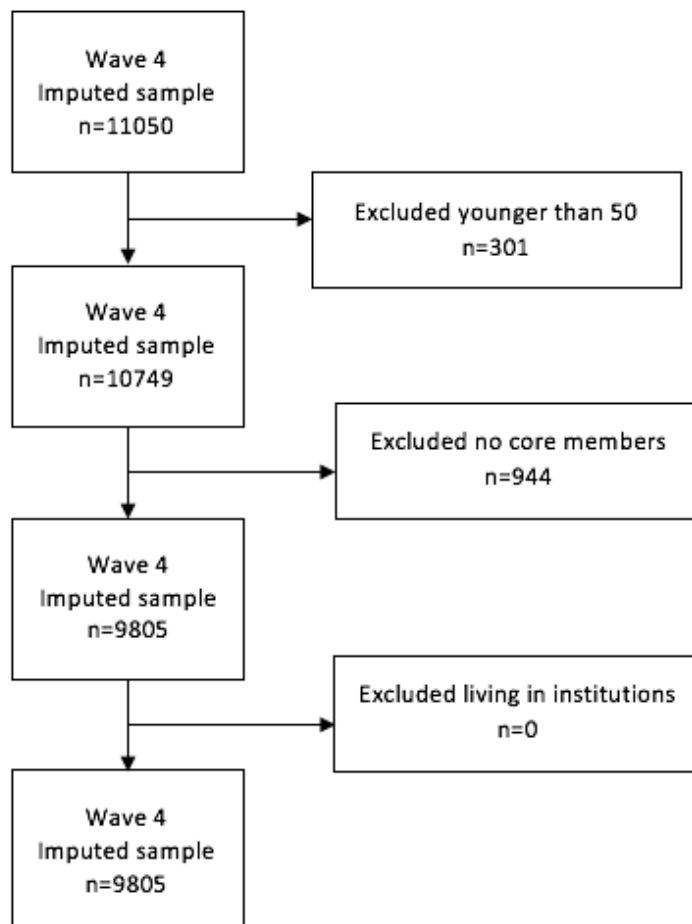 Wave 4
Imputed sample
n=11050
Excluded younger than 50
n=301
Wave 4
Imputed sample
n=10749
Excluded no core members
n=944
Wave 4
Imputed sample
n=9805
Excluded living in institutions
n=0
Wave 4
Imputed sample
n=9805